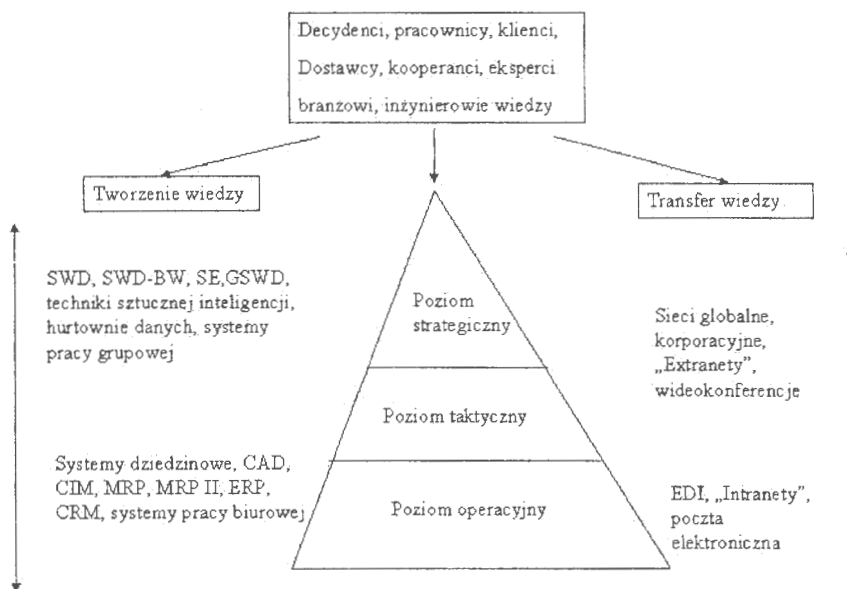 Decydenci, pracownicy, klienci,
Dostawcy, kooperanci, eksperci
branżowi, inżynierowie wiedzy
Tworzenie wiedzy
Transfer wiedzy
SWD, SWD-BW, SE,GSWD,
techniki sztucznej inteligencji,
hurtownie danych, systemy
pracy grupowej
Poziom
strategiczny
Sieci globalne,
korporacyjne,
„Extranety”,
wideokonferencje
Poziom taktyczny
Systemy dziedzinowe, CAD,
CIM, MRP, MRP II, ERP,
CRM, systemy pracy biurowej
Poziom operacyjny
EDI, „Intranety”,
poczta
elektroniczna